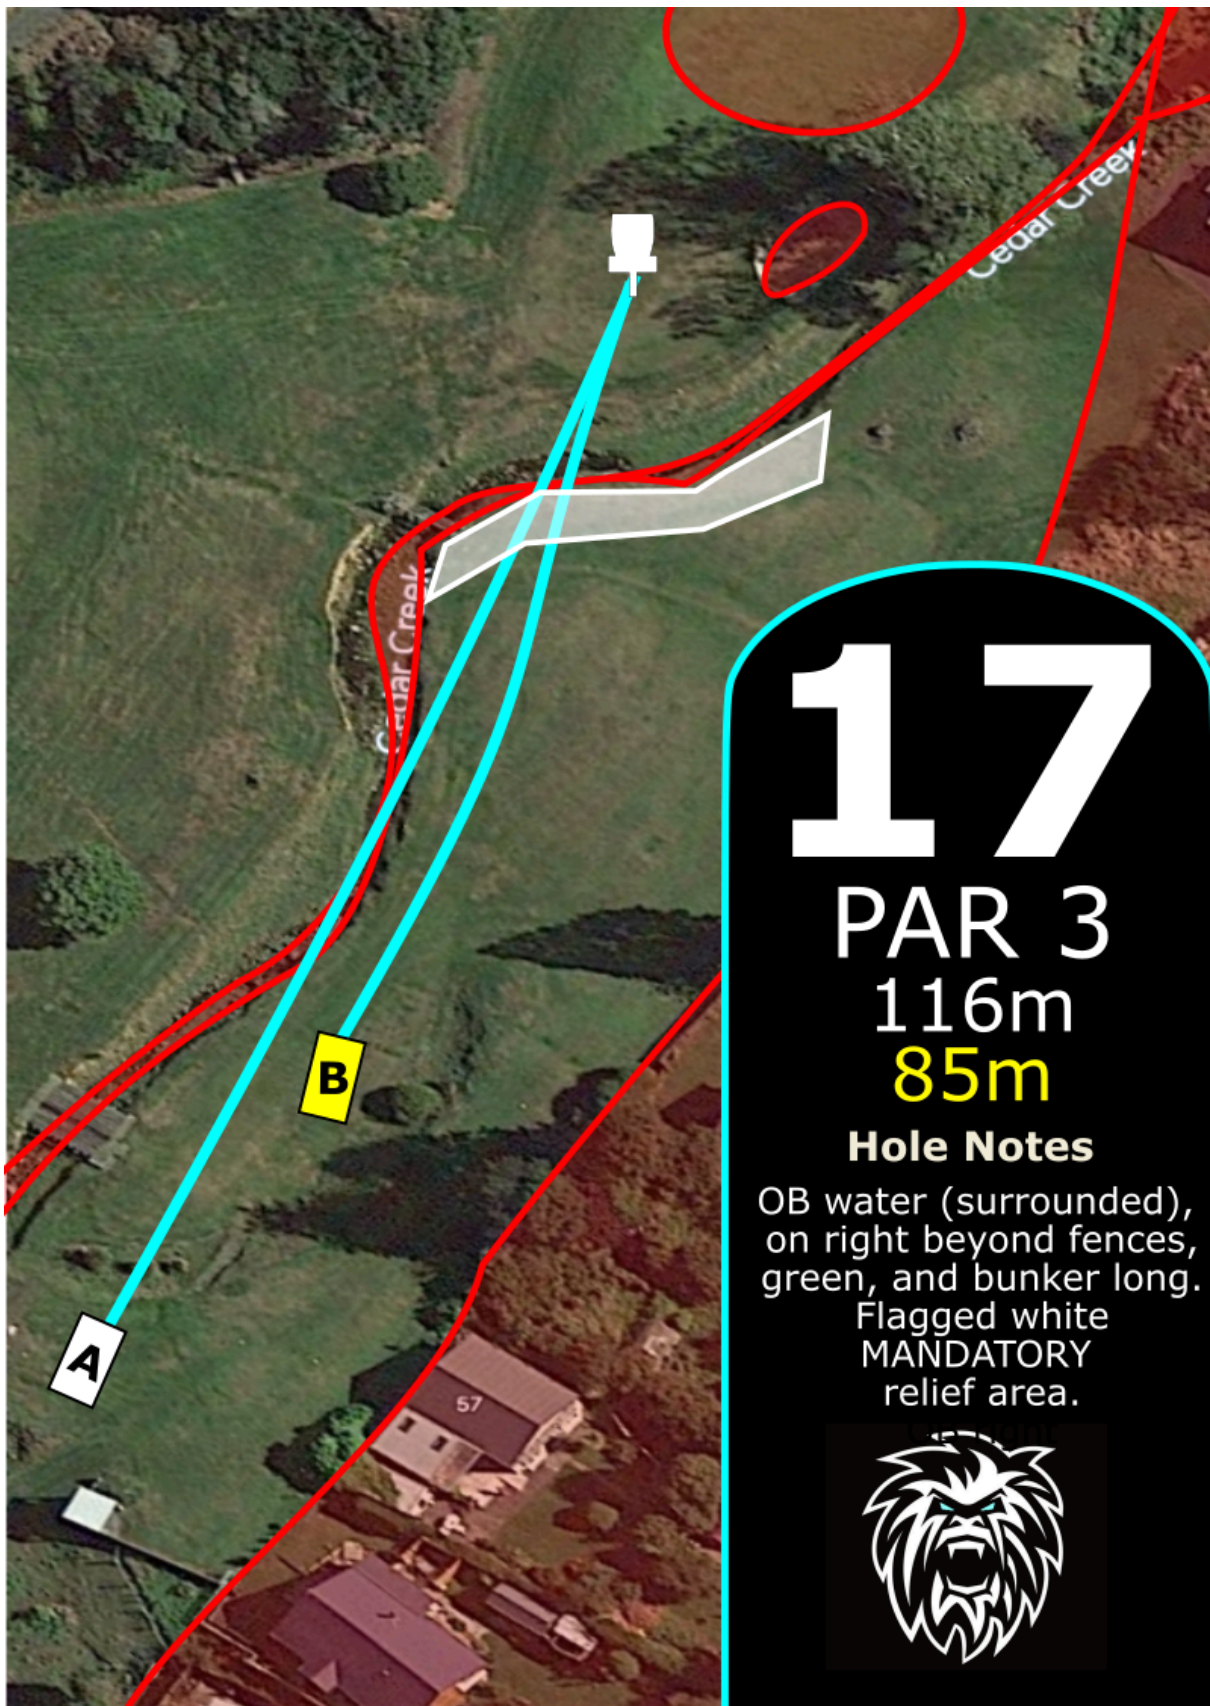 Cedar Creek
Cedar Creek
B
A
57
17
PAR 3
116m
85m
Hole Notes
OB water (surrounded),
on right beyond fences,
green, and bunker long.
Flagged white
MANDATORY
relief area.